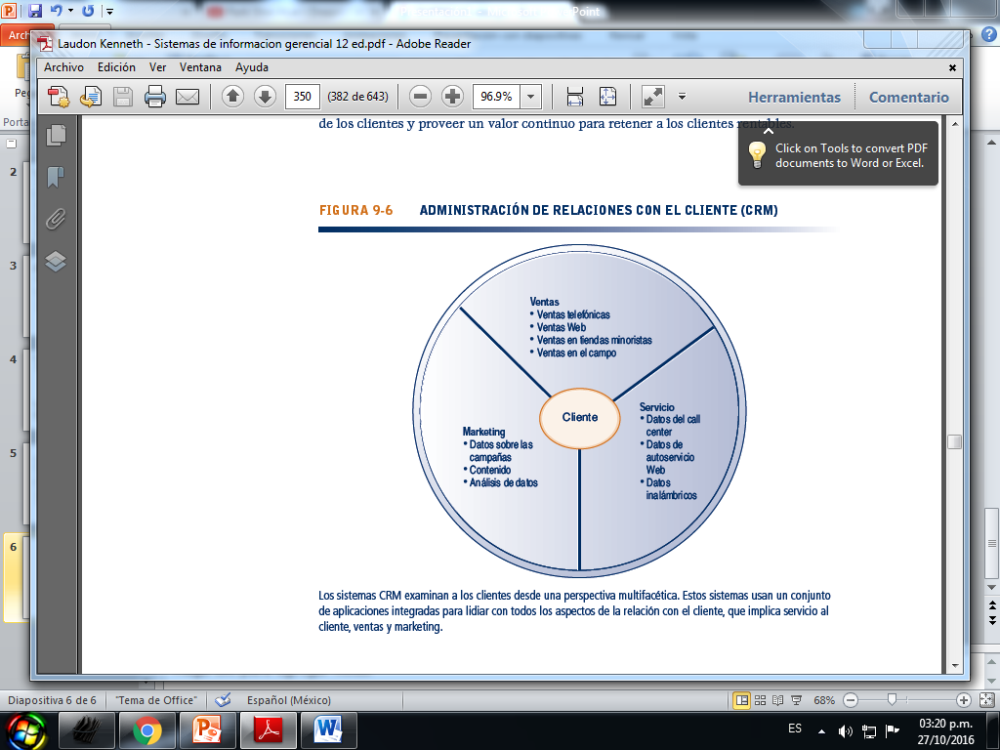 Laudon Kenneth - Sistemas de informacion gerencial 12 ed.pdf - Adobe Reader
Archivo Edición Ver Ventana Ayuda
350 (382 de 643) 96.9% Herramientas Comentario
de los clientes y proveer un valor continuo para retener a los clientes rentables.
Click on Tools to convert PDF
documents to Word or Excel.
FIGURA 9-6 ADMINISTRACIÓN DE RELACIONES CON EL CLIENTE (CRM)
Ventas
• Ventas telefónicas
• Ventas Web
• Ventas en tiendas minoristas
• Ventas en el campo
Cliente
Servicio
• Datos del call
center
• Datos de
autoservicio
Web
• Datos
inalámbricos
Marketing
• Datos sobre las
campañas
• Contenido
• Análisis de datos
Los sistemas CRM examinan a los clientes desde una perspectiva multifacética. Estos sistemas usan un conjunto
de aplicaciones integradas para lidiar con todos los aspectos de la relación con el cliente, que implica servicio al
cliente, ventas y marketing.
2
3
4
5
6
Diapositiva 6 de 6 "Tema de Office" Español (México) 68%
ES 03:20 p.m.
27/10/2016